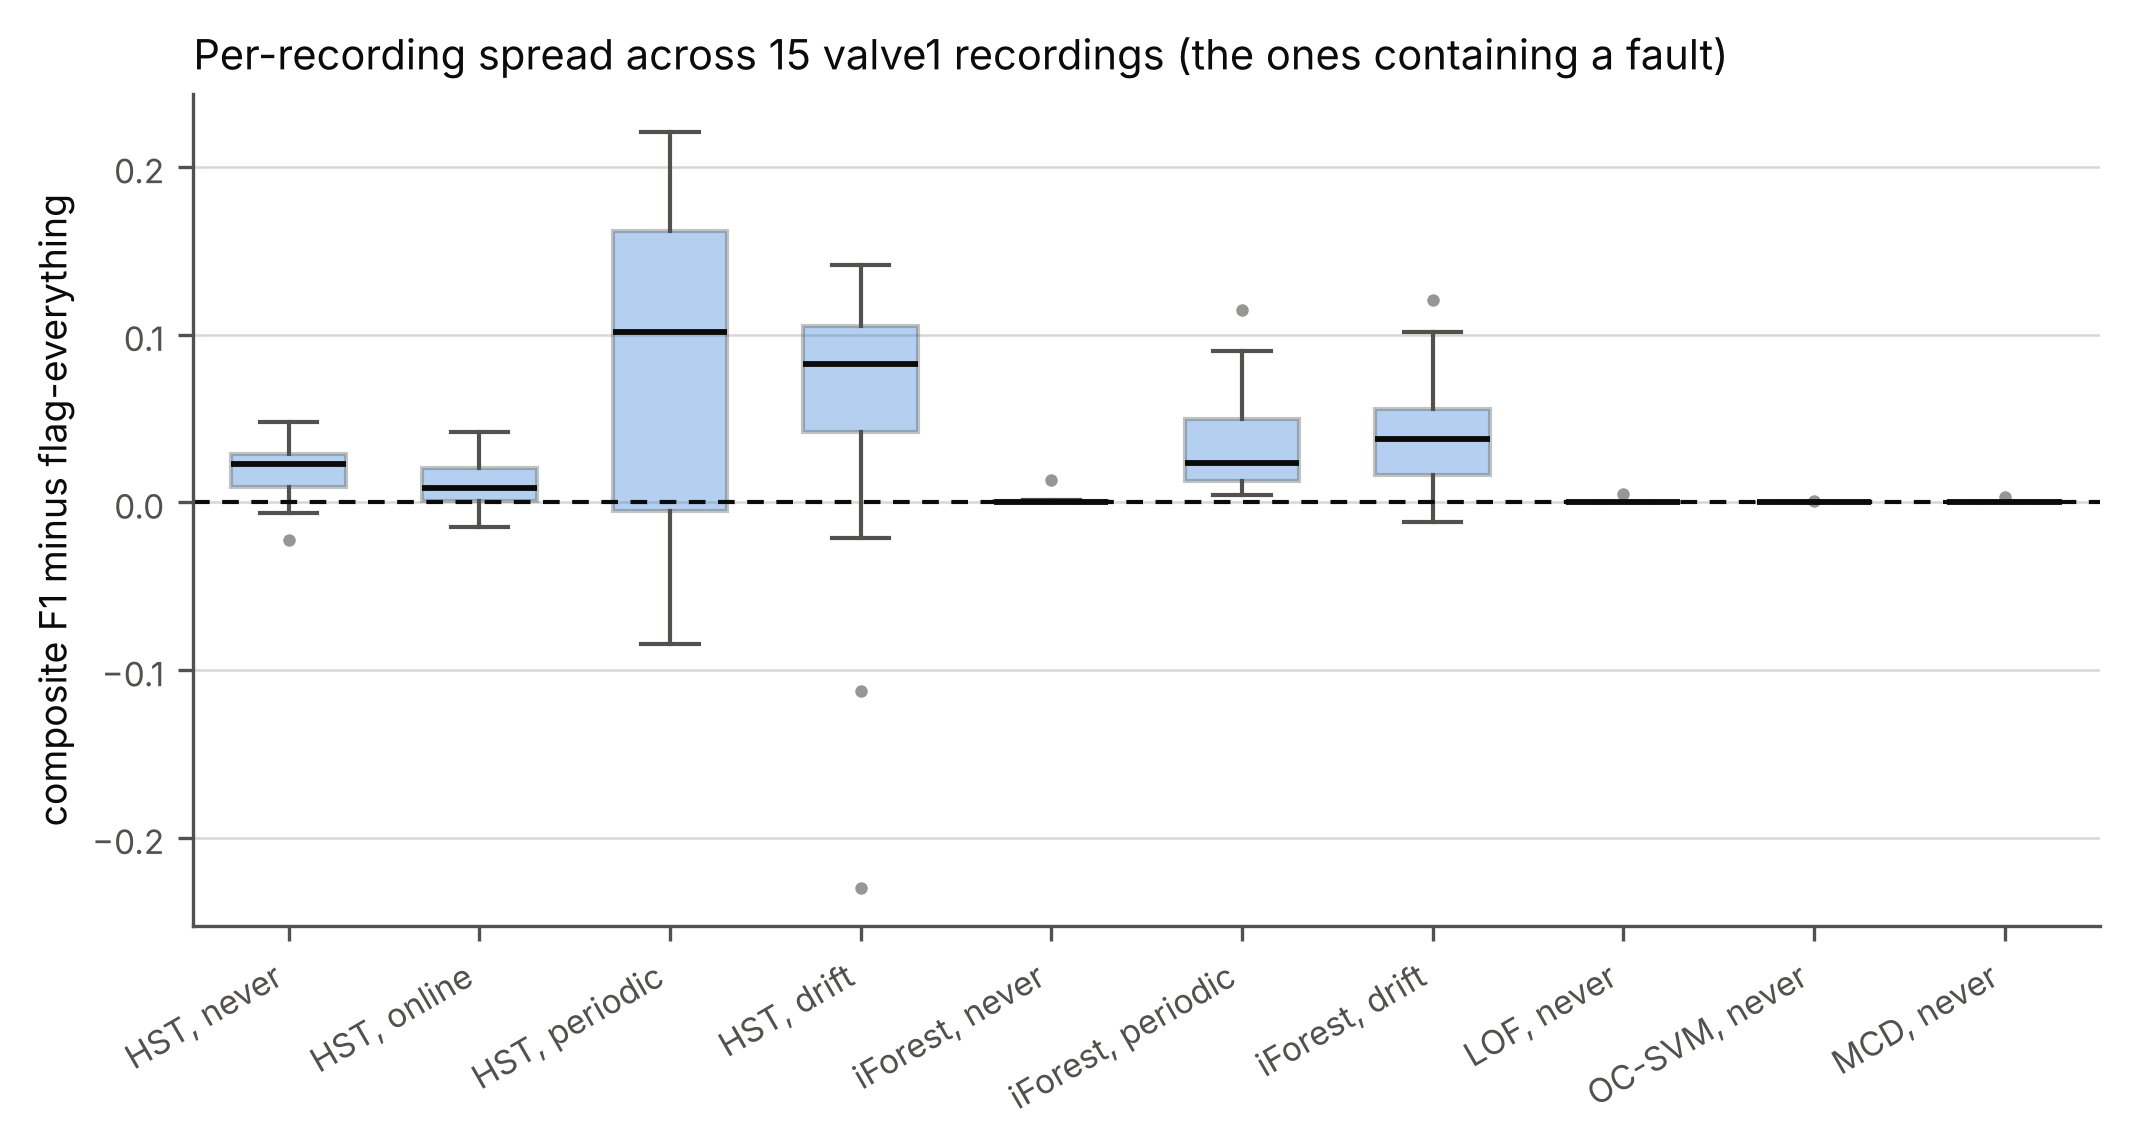 Per-recording spread across 15 valve1 recordings (the ones containing a fault)
composite F1 minus flag-everything
0.2
0.1
0.0
−0.1
−0.2
HST, never
HST, online
HST, periodic
HST, drift
iForest, never
iForest, periodic
iForest, drift
LOF, never
OC-SVM, never
MCD, never